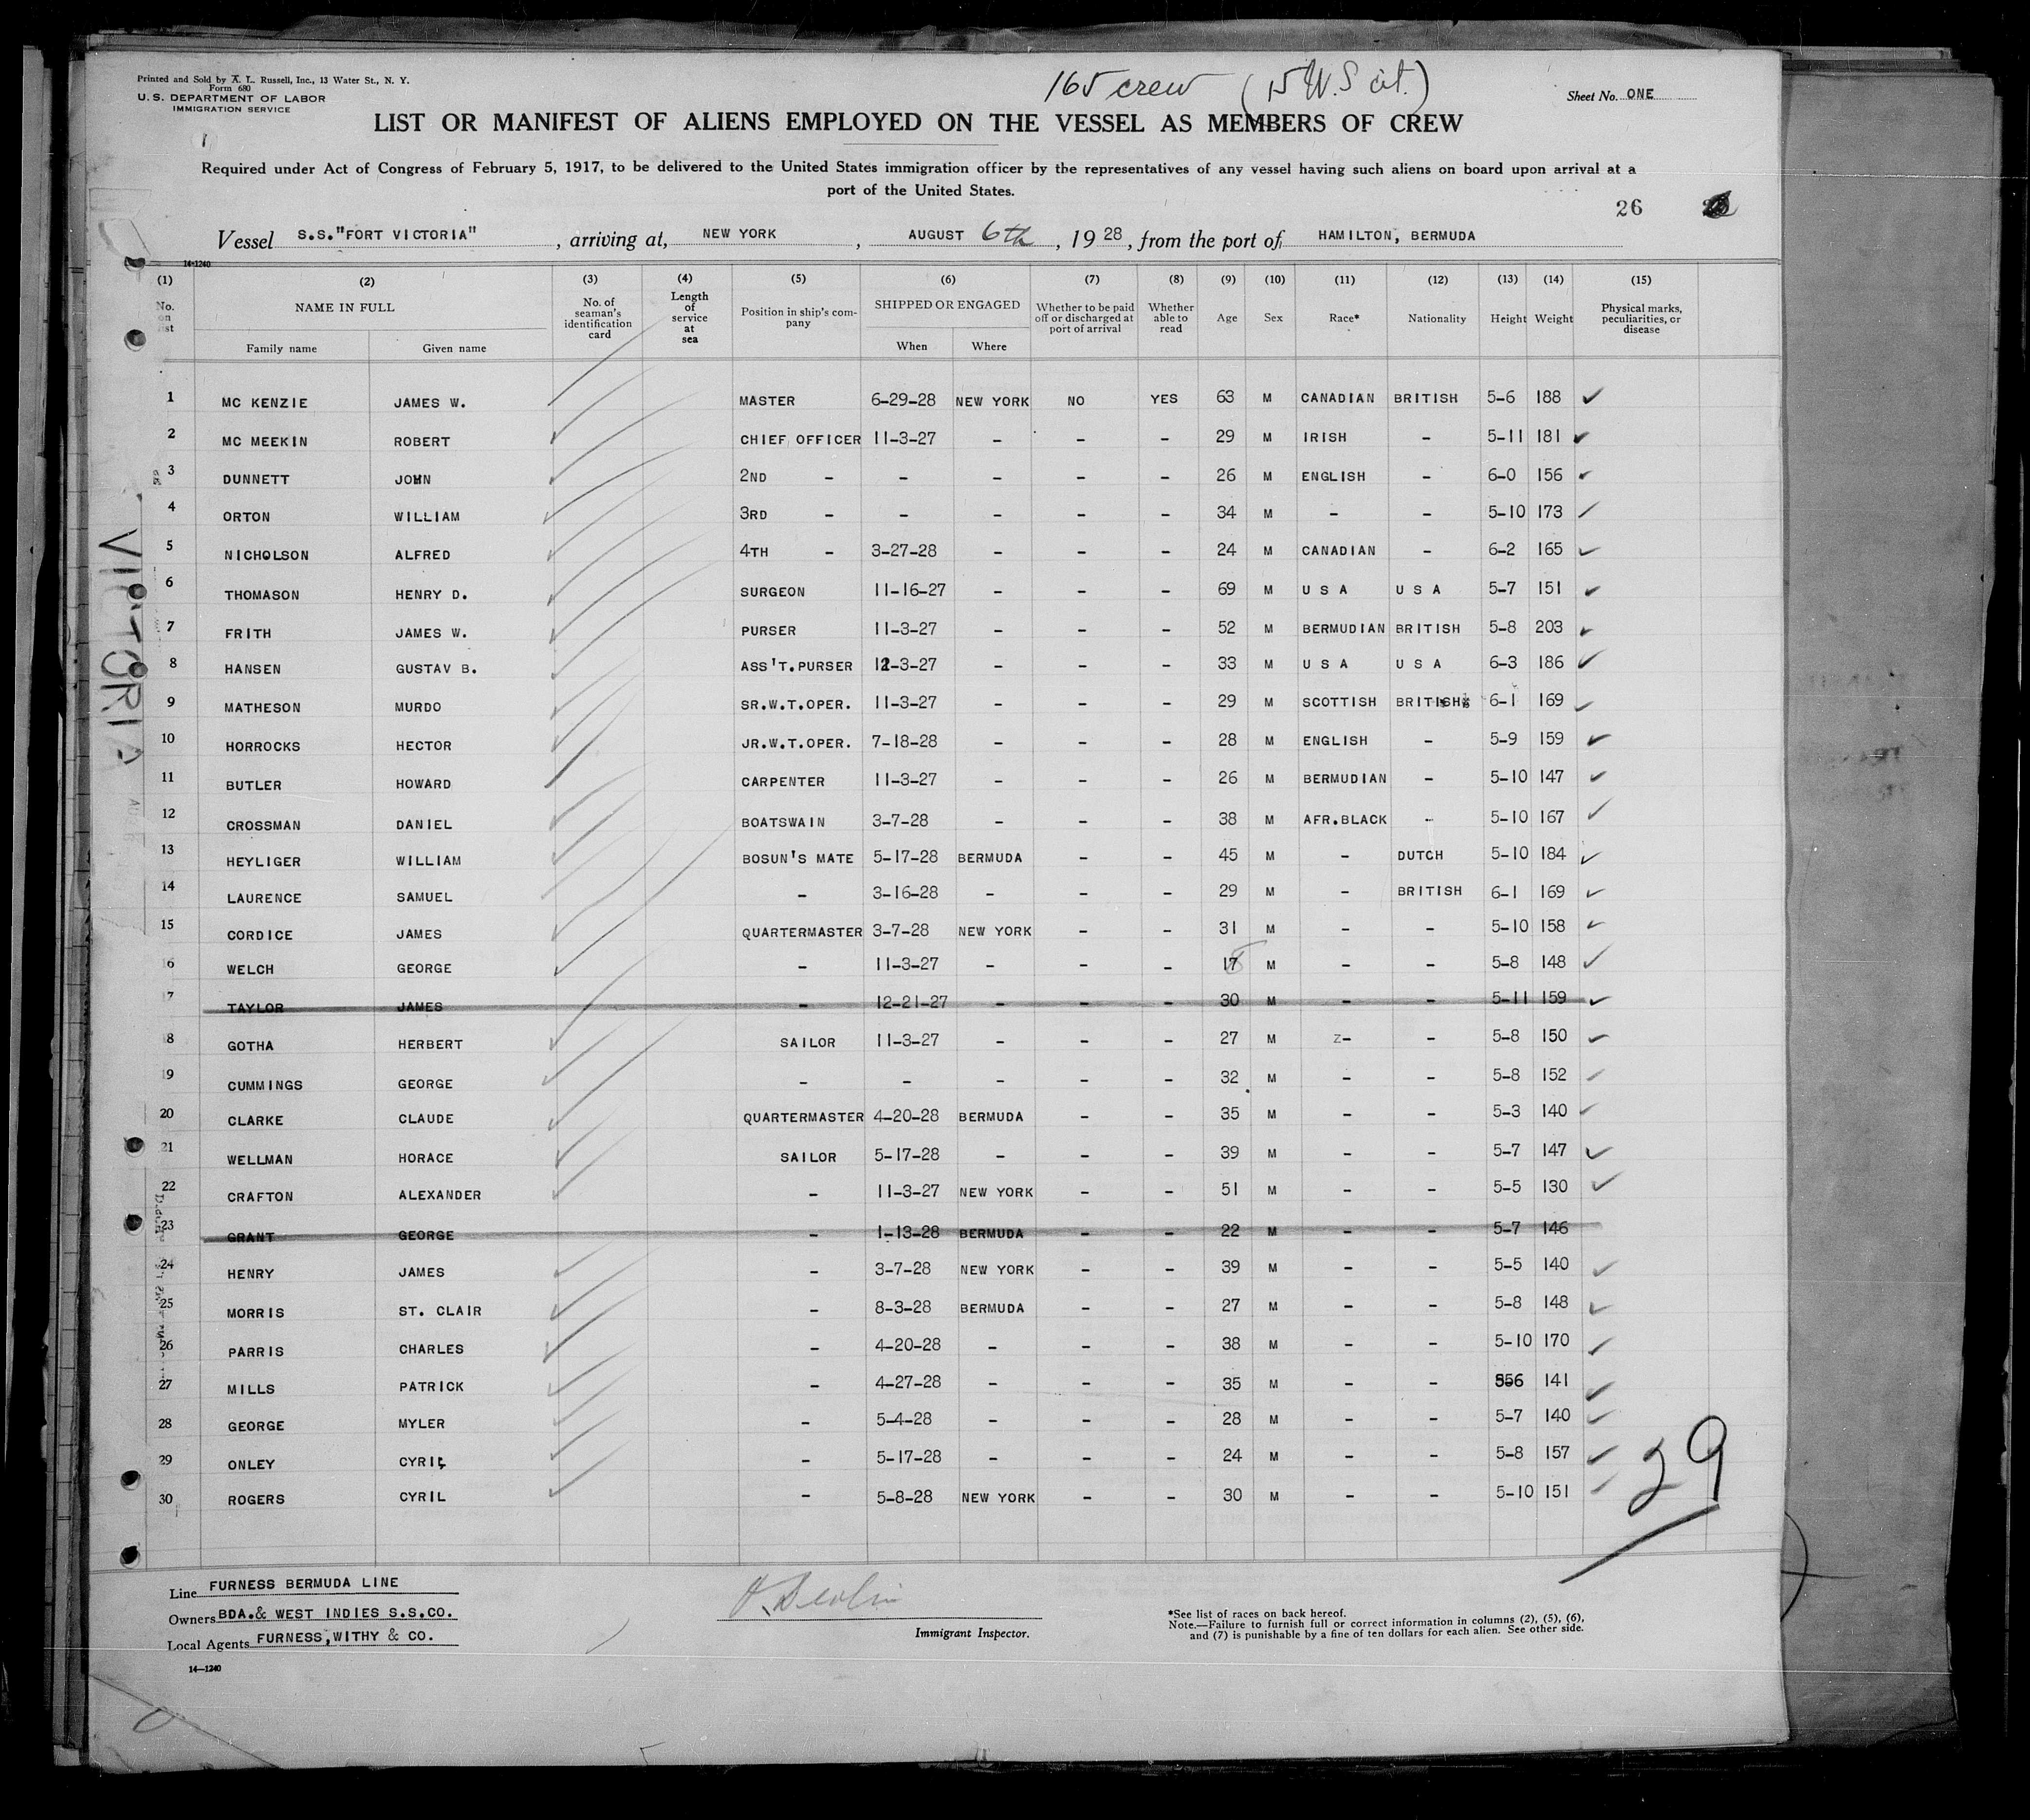 Printed and Sold by A. L. Russell, Inc., 13 Water St., N. Y.
Form 680
U. S. DEPARTMENT OF LABOR
IMMIGRATION SERVICE
165 crew
Sheet No. ONE
LIST OR MANIFEST OF ALIENS EMPLOYED ON THE VESSEL AS MEMBERS OF CREW
Required under Act of Congress of February 5, 1917, to be delivered to the United States immigration officer by the representatives of any vessel having such aliens on board upon arrival at a
port of the United States.
26
Vessel S.S."FORT VICTORIA", arriving at, NEW YORK, AUGUST 6th, 1928, from the port of HAMILTON, BERMUDA
14-1240
(1) (2) (3) (4) (5) (6) (7) (8) (9) (10) (11) (12) (13) (14) (15)
No. on list NAME IN FULL No. of seaman's identification card Length of service at sea Position in ship's company SHIPPED OR ENGAGED Whether to be paid off or discharged at port of arrival Whether able to read Age Sex Race* Nationality Height Weight Physical marks, peculiarities, or disease
Family name Given name When Where
1 MC KENZIE JAMES W. MASTER 6-29-28 NEW YORK NO YES 63 M CANADIAN BRITISH 5-6 188
2 MC MEEKIN ROBERT CHIEF OFFICER 11-3-27 - - - 29 M IRISH - 5-11 181
3 DUNNETT JOHN 2ND - - - - - 26 M ENGLISH - 6-0 156
4 ORTON WILLIAM 3RD - - - - - 34 M - - 5-10 173
5 NICHOLSON ALFRED 4TH - 3-27-28 - - - 24 M CANADIAN - 6-2 165
6 THOMASON HENRY D. SURGEON 11-16-27 - - - 69 M U S A U S A 5-7 151
7 FRITH JAMES W. PURSER 11-3-27 - - - 52 M BERMUDIAN BRITISH 5-8 203
8 HANSEN GUSTAV B. ASS'T.PURSER 12-3-27 - - - 33 M U S A U S A 6-3 186
9 MATHESON MURDO SR.W.T.OPER. 11-3-27 - - - 29 M SCOTTISH BRITISH 6-1 169
10 HORROCKS HECTOR JR.W.T.OPER. 7-18-28 - - - 28 M ENGLISH - 5-9 159
11 BUTLER HOWARD CARPENTER 11-3-27 - - - 26 M BERMUDIAN - 5-10 147
12 CROSSMAN DANIEL BOATSWAIN 3-7-28 - - - 38 M AFR.BLACK - 5-10 167
13 HEYLIGER WILLIAM BOSUN'S MATE 5-17-28 BERMUDA - - 45 M - DUTCH 5-10 184
14 LAURENCE SAMUEL - 3-16-28 - - - 29 M - BRITISH 6-1 169
15 CORDICE JAMES QUARTERMASTER 3-7-28 NEW YORK - - 31 M - - 5-10 158
16 WELCH GEORGE - 11-3-27 - - - 17 M - - 5-8 148
17 TAYLOR JAMES - 12-21-27 - - - 30 M - - 5-11 159
18 GOTHA HERBERT SAILOR 11-3-27 - - - 27 M z- - 5-8 150
19 CUMMINGS GEORGE - - - - - 32 M - - 5-8 152
20 CLARKE CLAUDE QUARTERMASTER 4-20-28 BERMUDA - - 35 M - - 5-3 140
21 WELLMAN HORACE SAILOR 5-17-28 - - - 39 M - - 5-7 147
22 CRAFTON ALEXANDER - 11-3-27 NEW YORK - - 51 M - - 5-5 130
23 GRANT GEORGE - 1-13-28 BERMUDA - - 22 M - - 5-7 146
24 HENRY JAMES - 3-7-28 NEW YORK - - 39 M - - 5-5 140
25 MORRIS ST. CLAIR - 8-3-28 BERMUDA - - 27 M - - 5-8 148
26 PARRIS CHARLES - 4-20-28 - - - 38 M - - 5-10 170
27 MILLS PATRICK - 4-27-28 - - - 35 M - - 556 141
28 GEORGE MYLER - 5-4-28 - - - 28 M - - 5-7 140
29 ONLEY CYRIL - 5-17-28 - - - 24 M - - 5-8 157
30 ROGERS CYRIL - 5-8-28 NEW YORK - - 30 M - - 5-10 151
29
VICTORIA
Line FURNESS BERMUDA LINE
Owners BDA.& WEST INDIES S.S.CO.
Local Agents FURNESS,WITHY & CO.
14-1240
Immigrant Inspector.
*See list of races on back hereof.
Note.—Failure to furnish full or correct information in columns (2), (5), (6),
and (7) is punishable by a fine of ten dollars for each alien. See other side.